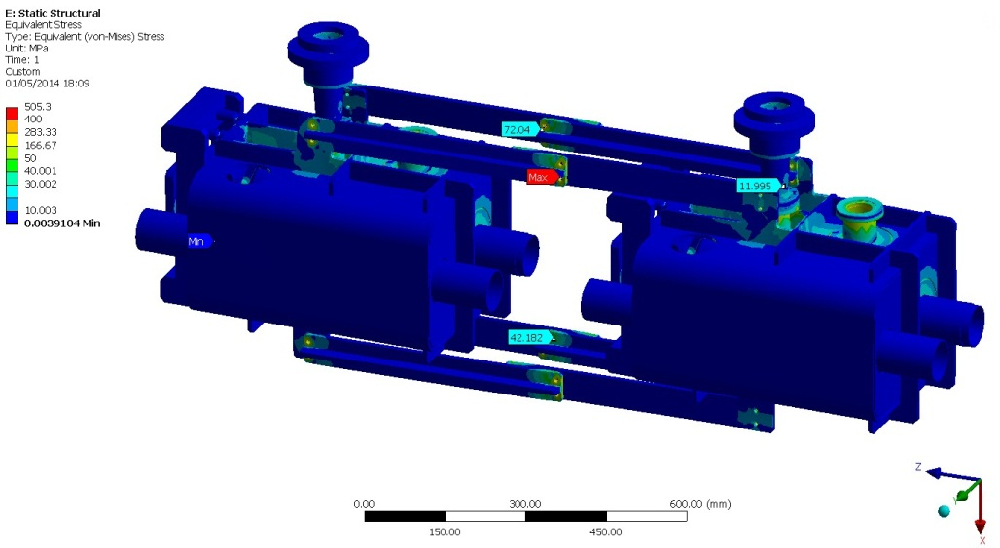 E: Static Structural
Equivalent Stress
Type: Equivalent (von-Mises) Stress
Unit: MPa
Time: 1
Custom
01/05/2014 18:09
505.3
400
283.33
166.67
50
40.001
30.002
10.003
0.0039104 Min
72.04
Max
11.995
Min
42.182
Z
Y
X
0.00 300.00 600.00 (mm)
150.00 450.00